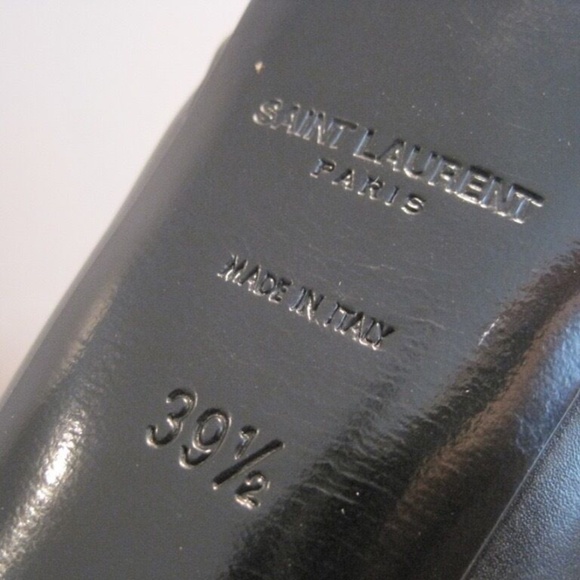 SAINT LAURENT
PARIS
MADE IN ITALY
39½